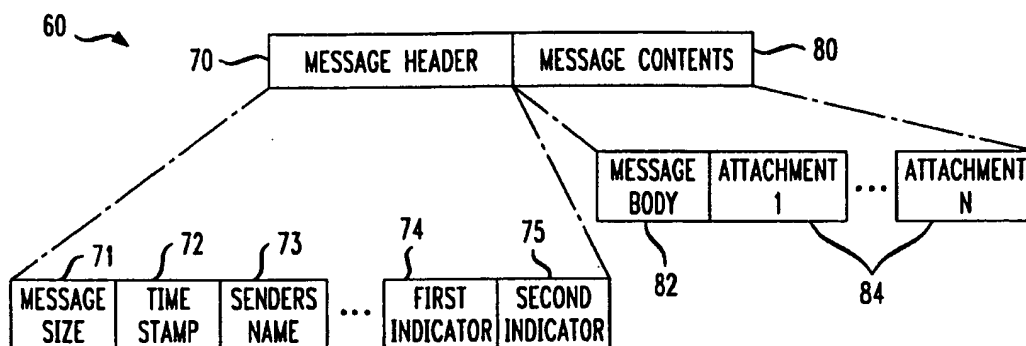 60
70 MESSAGE HEADER MESSAGE CONTENTS 80
MESSAGE BODY ATTACHMENT 1 ... ATTACHMENT N
82 84
71 72 73 74 75
MESSAGE SIZE TIME STAMP SENDERS NAME ... FIRST INDICATOR SECOND INDICATOR